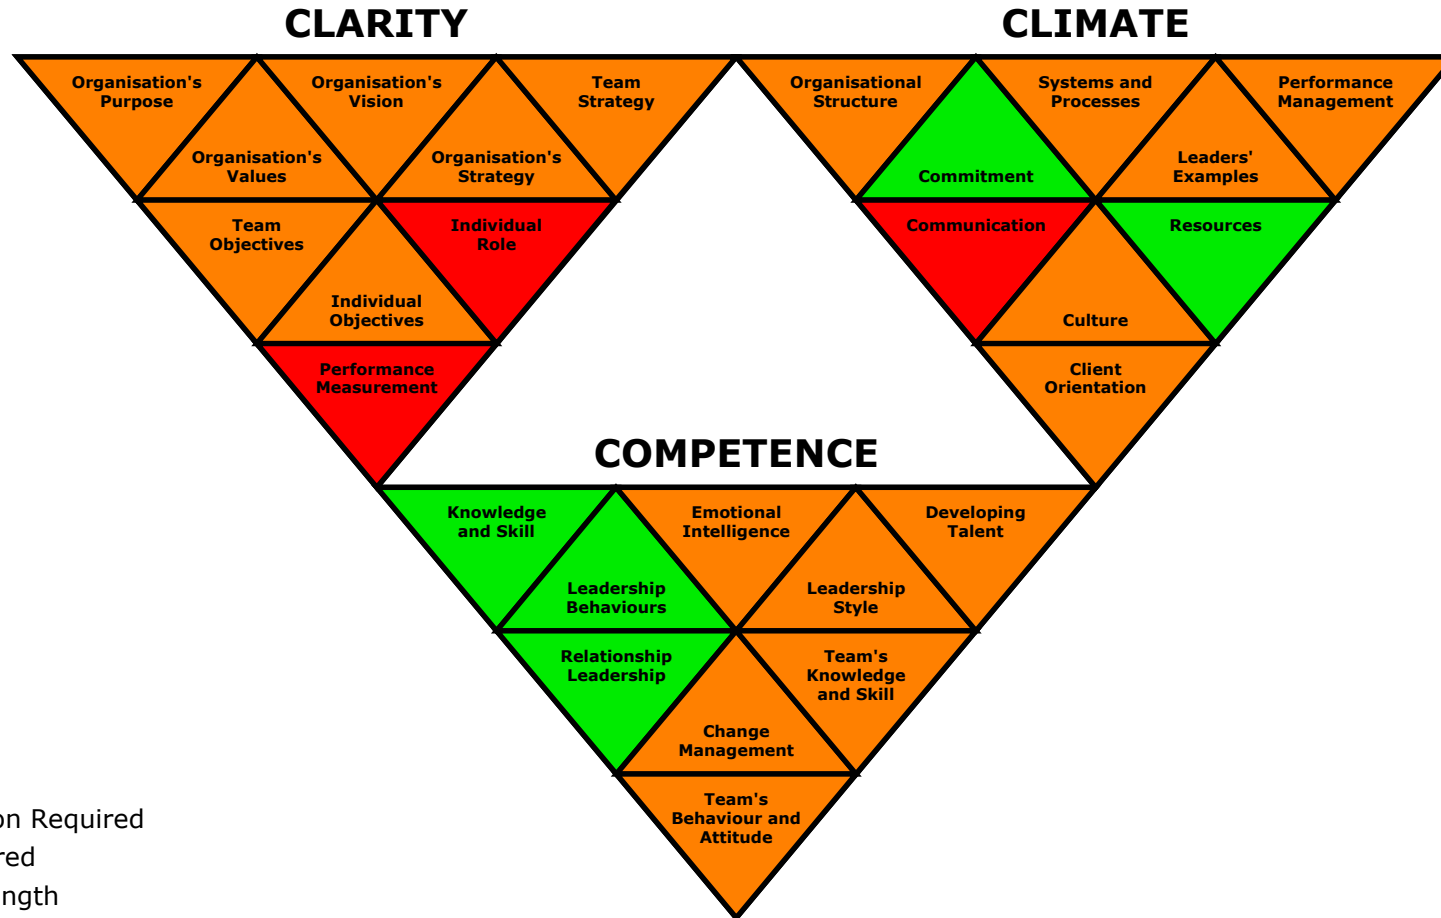 CLARITY
CLIMATE
Organisation's
Purpose
Organisation's
Vision
Team
Strategy
Organisation's
Values
Organisation's
Strategy
Team
Objectives
Individual
Role
Individual
Objectives
Performance
Measurement
Organisational
Structure
Systems and
Processes
Performance
Management
Commitment
Leaders'
Examples
Communication
Resources
Culture
Client
Orientation
COMPETENCE
Knowledge
and Skill
Emotional
Intelligence
Developing
Talent
Leadership
Behaviours
Leadership
Style
Relationship
Leadership
Team's
Knowledge
and Skill
Change
Management
Team's
Behaviour and
Attitude
Required